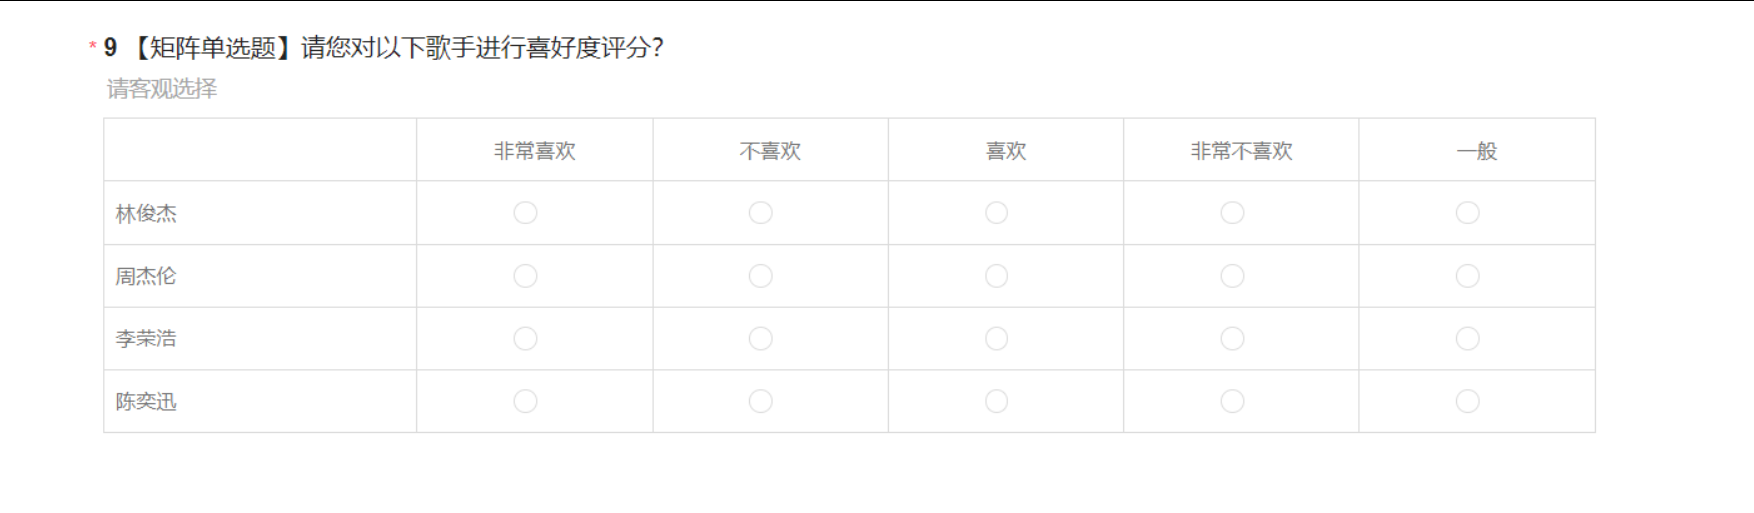 * 9 【矩阵单选题】请您对以下歌手进行喜好度评分?
请客观选择
非常喜欢 不喜欢 喜欢 非常不喜欢 一般
林俊杰
周杰伦
李荣浩
陈奕迅